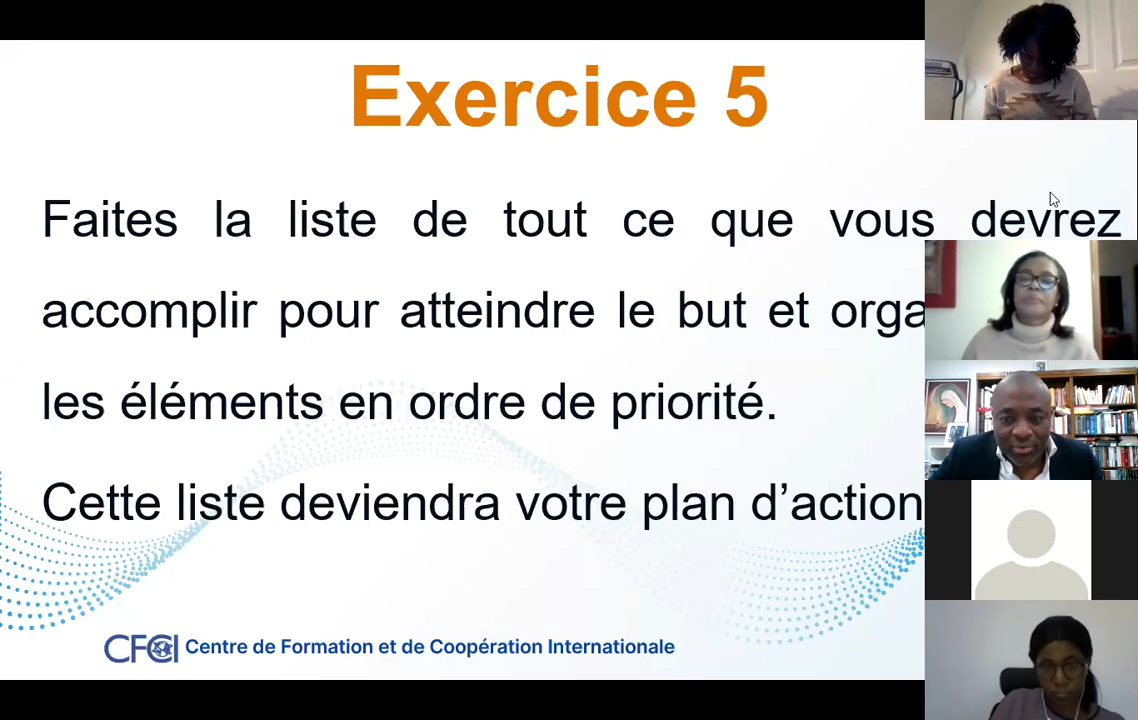 Exercice 5
Faites la liste de tout ce que vous devrez
accomplir pour atteindre le but et orga
les éléments en ordre de priorité.
Cette liste deviendra votre plan d’action
CFCI Centre de Formation et de Coopération Internationale